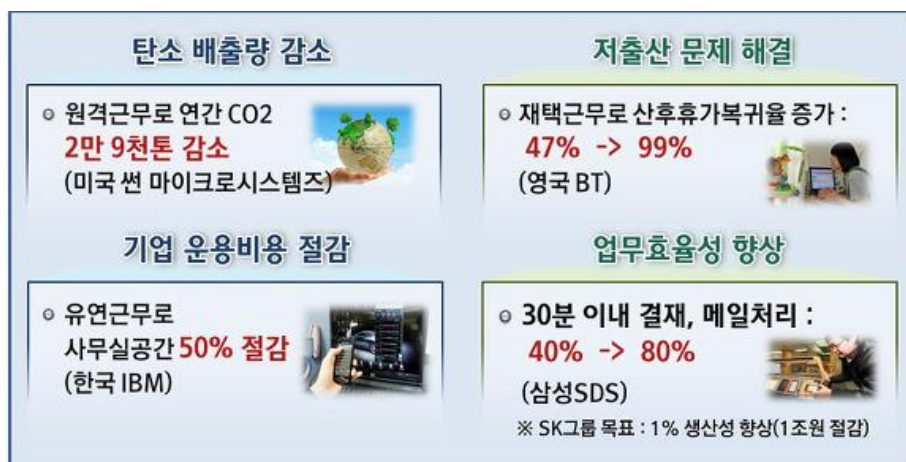 탄소 배출량 감소
원격근무로 연간 CO2
2만 9천톤 감소
(미국 썬 마이크로시스템즈)
저출산 문제 해결
재택근무로 산후휴가복귀율 증가 :
47% -> 99%
(영국 BT)
기업 운용비용 절감
유연근무로
사무실공간 50% 절감
(한국 IBM)
업무효율성 향상
30분 이내 결재, 메일처리 :
40% -> 80%
(삼성SDS)
※ SK그룹 목표 : 1% 생산성 향상(1조원 절감)